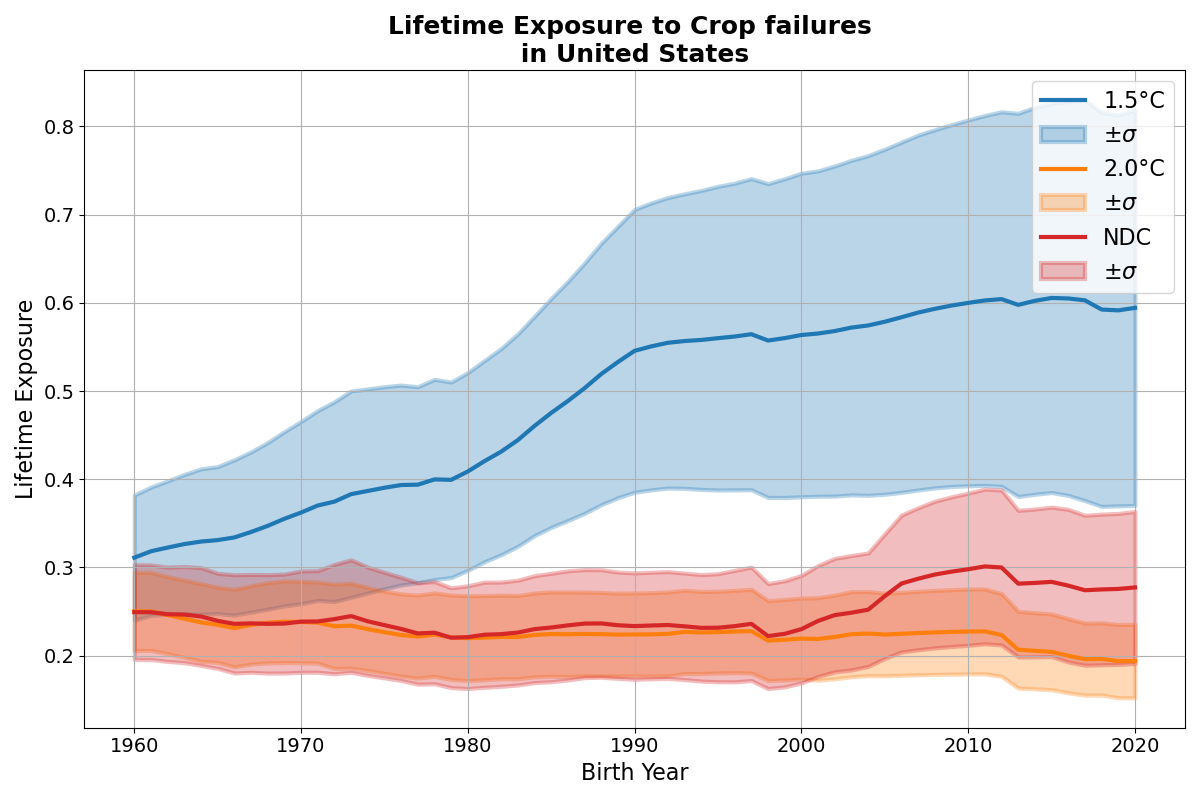 Lifetime Exposure to Crop failures
in United States
1.5°C
±σ
2.0°C
±σ
NDC
±σ
Lifetime Exposure
0.8
0.7
0.6
0.5
0.4
0.3
0.2
1960 1970 1980 1990 2000 2010 2020
Birth Year